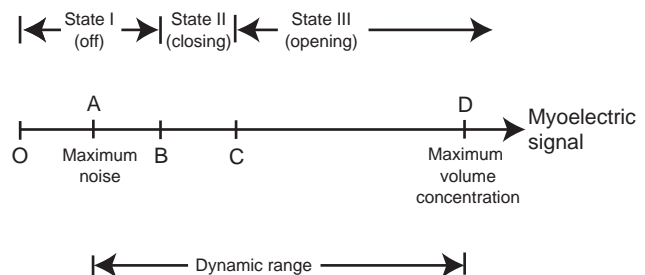 State I
(off)
State II
(closing)
State III
(opening)
A
D
Myoelectric
signal
O
Maximum
noise
B
C
Maximum
volume
concentration
Dynamic range